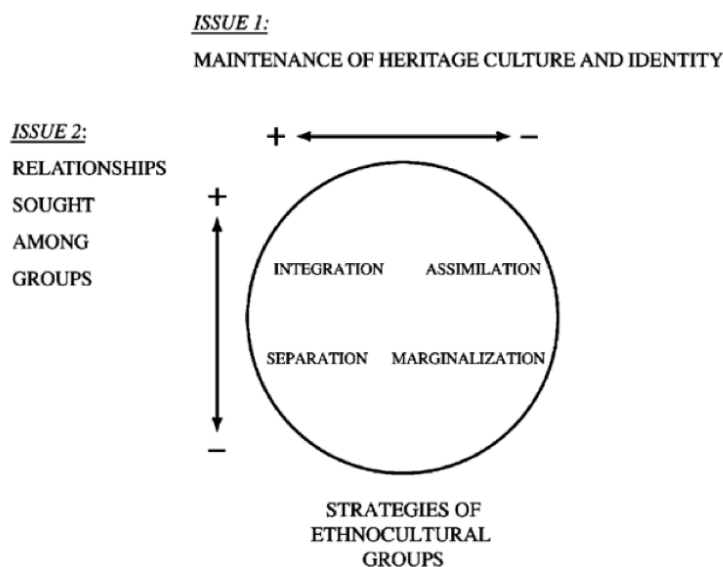 ISSUE 1:
MAINTENANCE OF HERITAGE CULTURE AND IDENTITY
ISSUE 2:
RELATIONSHIPS
SOUGHT
AMONG
GROUPS
+ −
+
−
INTEGRATION ASSIMILATION
SEPARATION MARGINALIZATION
STRATEGIES OF
ETHNOCULTURAL
GROUPS